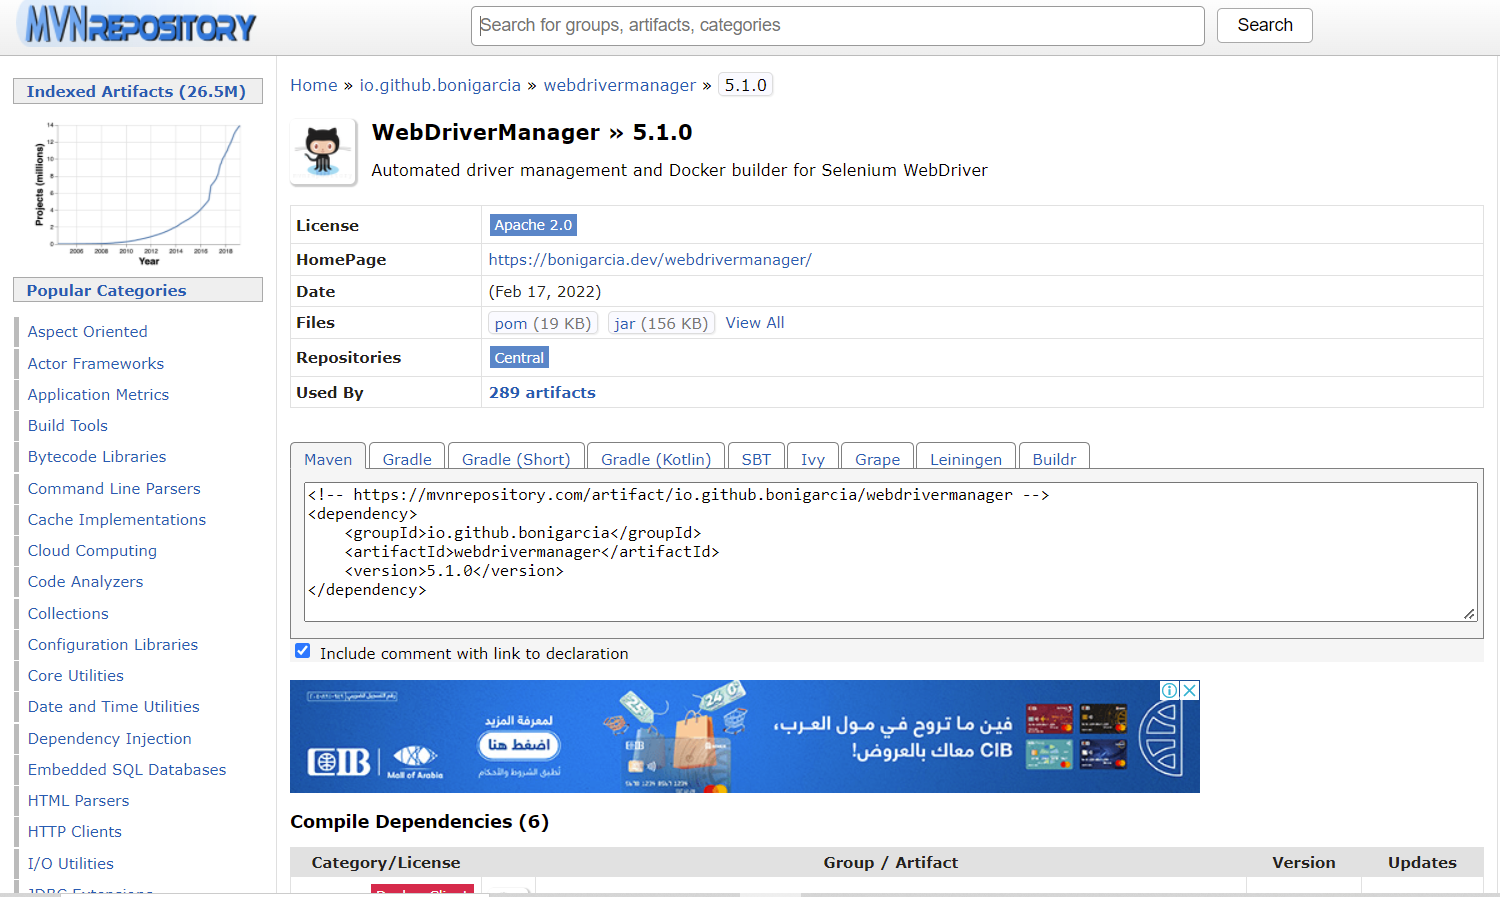 MVNREPOSITORY
Search for groups, artifacts, categories
Search
Indexed Artifacts (26.5M)
Projects (millions)
14
12
10
8
6
4
2
0
2006 2008 2010 2012 2014 2016 2018
Year
Popular Categories
Aspect Oriented
Actor Frameworks
Application Metrics
Build Tools
Bytecode Libraries
Command Line Parsers
Cache Implementations
Cloud Computing
Code Analyzers
Collections
Configuration Libraries
Core Utilities
Date and Time Utilities
Dependency Injection
Embedded SQL Databases
HTML Parsers
HTTP Clients
I/O Utilities
JDBC Extensions
Home » io.github.bonigarcia » webdrivermanager » 5.1.0
WebDriverManager » 5.1.0
Automated driver management and Docker builder for Selenium WebDriver
License Apache 2.0
HomePage https://bonigarcia.dev/webdrivermanager/
Date (Feb 17, 2022)
Files pom (19 KB) jar (156 KB) View All
Repositories Central
Used By 289 artifacts
Maven Gradle Gradle (Short) Gradle (Kotlin) SBT Ivy Grape Leiningen Buildr
<!-- https://mvnrepository.com/artifact/io.github.bonigarcia/webdrivermanager -->
<dependency>
    <groupId>io.github.bonigarcia</groupId>
    <artifactId>webdrivermanager</artifactId>
    <version>5.1.0</version>
</dependency>
Include comment with link to declaration
فين ما تروح في مول العرب،
CIB معاك بالعروض!
25%
24%
لمعرفة المزيد
اضغط هنا
تُطبق الشروط والأحكام
CIB
Mall of Arabia
Compile Dependencies (6)
Category/License Group / Artifact Version Updates
Docker Client